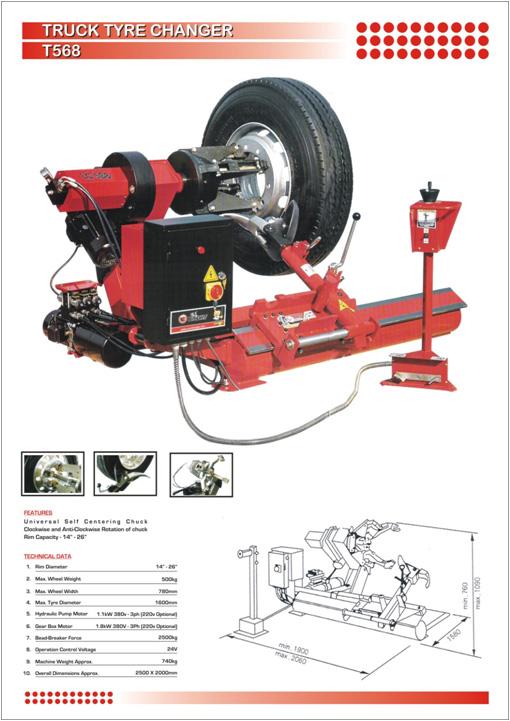 TRUCK TYRE CHANGER
T568
FEATURES
Universal Self Centering Chuck
Clockwise and Anti-Clockwise Rotation of chuck
Rim Capacity - 14" - 26"
TECHNICAL DATA
1. Rim Diameter 14" - 26"
2. Max. Wheel Weight 500kg
3. Max. Wheel Width 780mm
4. Max. Tyre Diameter 1600mm
5. Hydraulic Pump Motor 1.1kW 380v - 3ph (220v Optional)
6. Gear Box Motor 1.8kW 380V - 3Ph (220v Optional)
7. Bead-Breaker Force 2500kg
8. Operation Control Voltage 24V
9. Machine Weight Approx. 740kg
10. Overall Dimensions Approx. 2500 X 2000mm
min. 760
max. 1090
1580
min. 1900
max. 2060